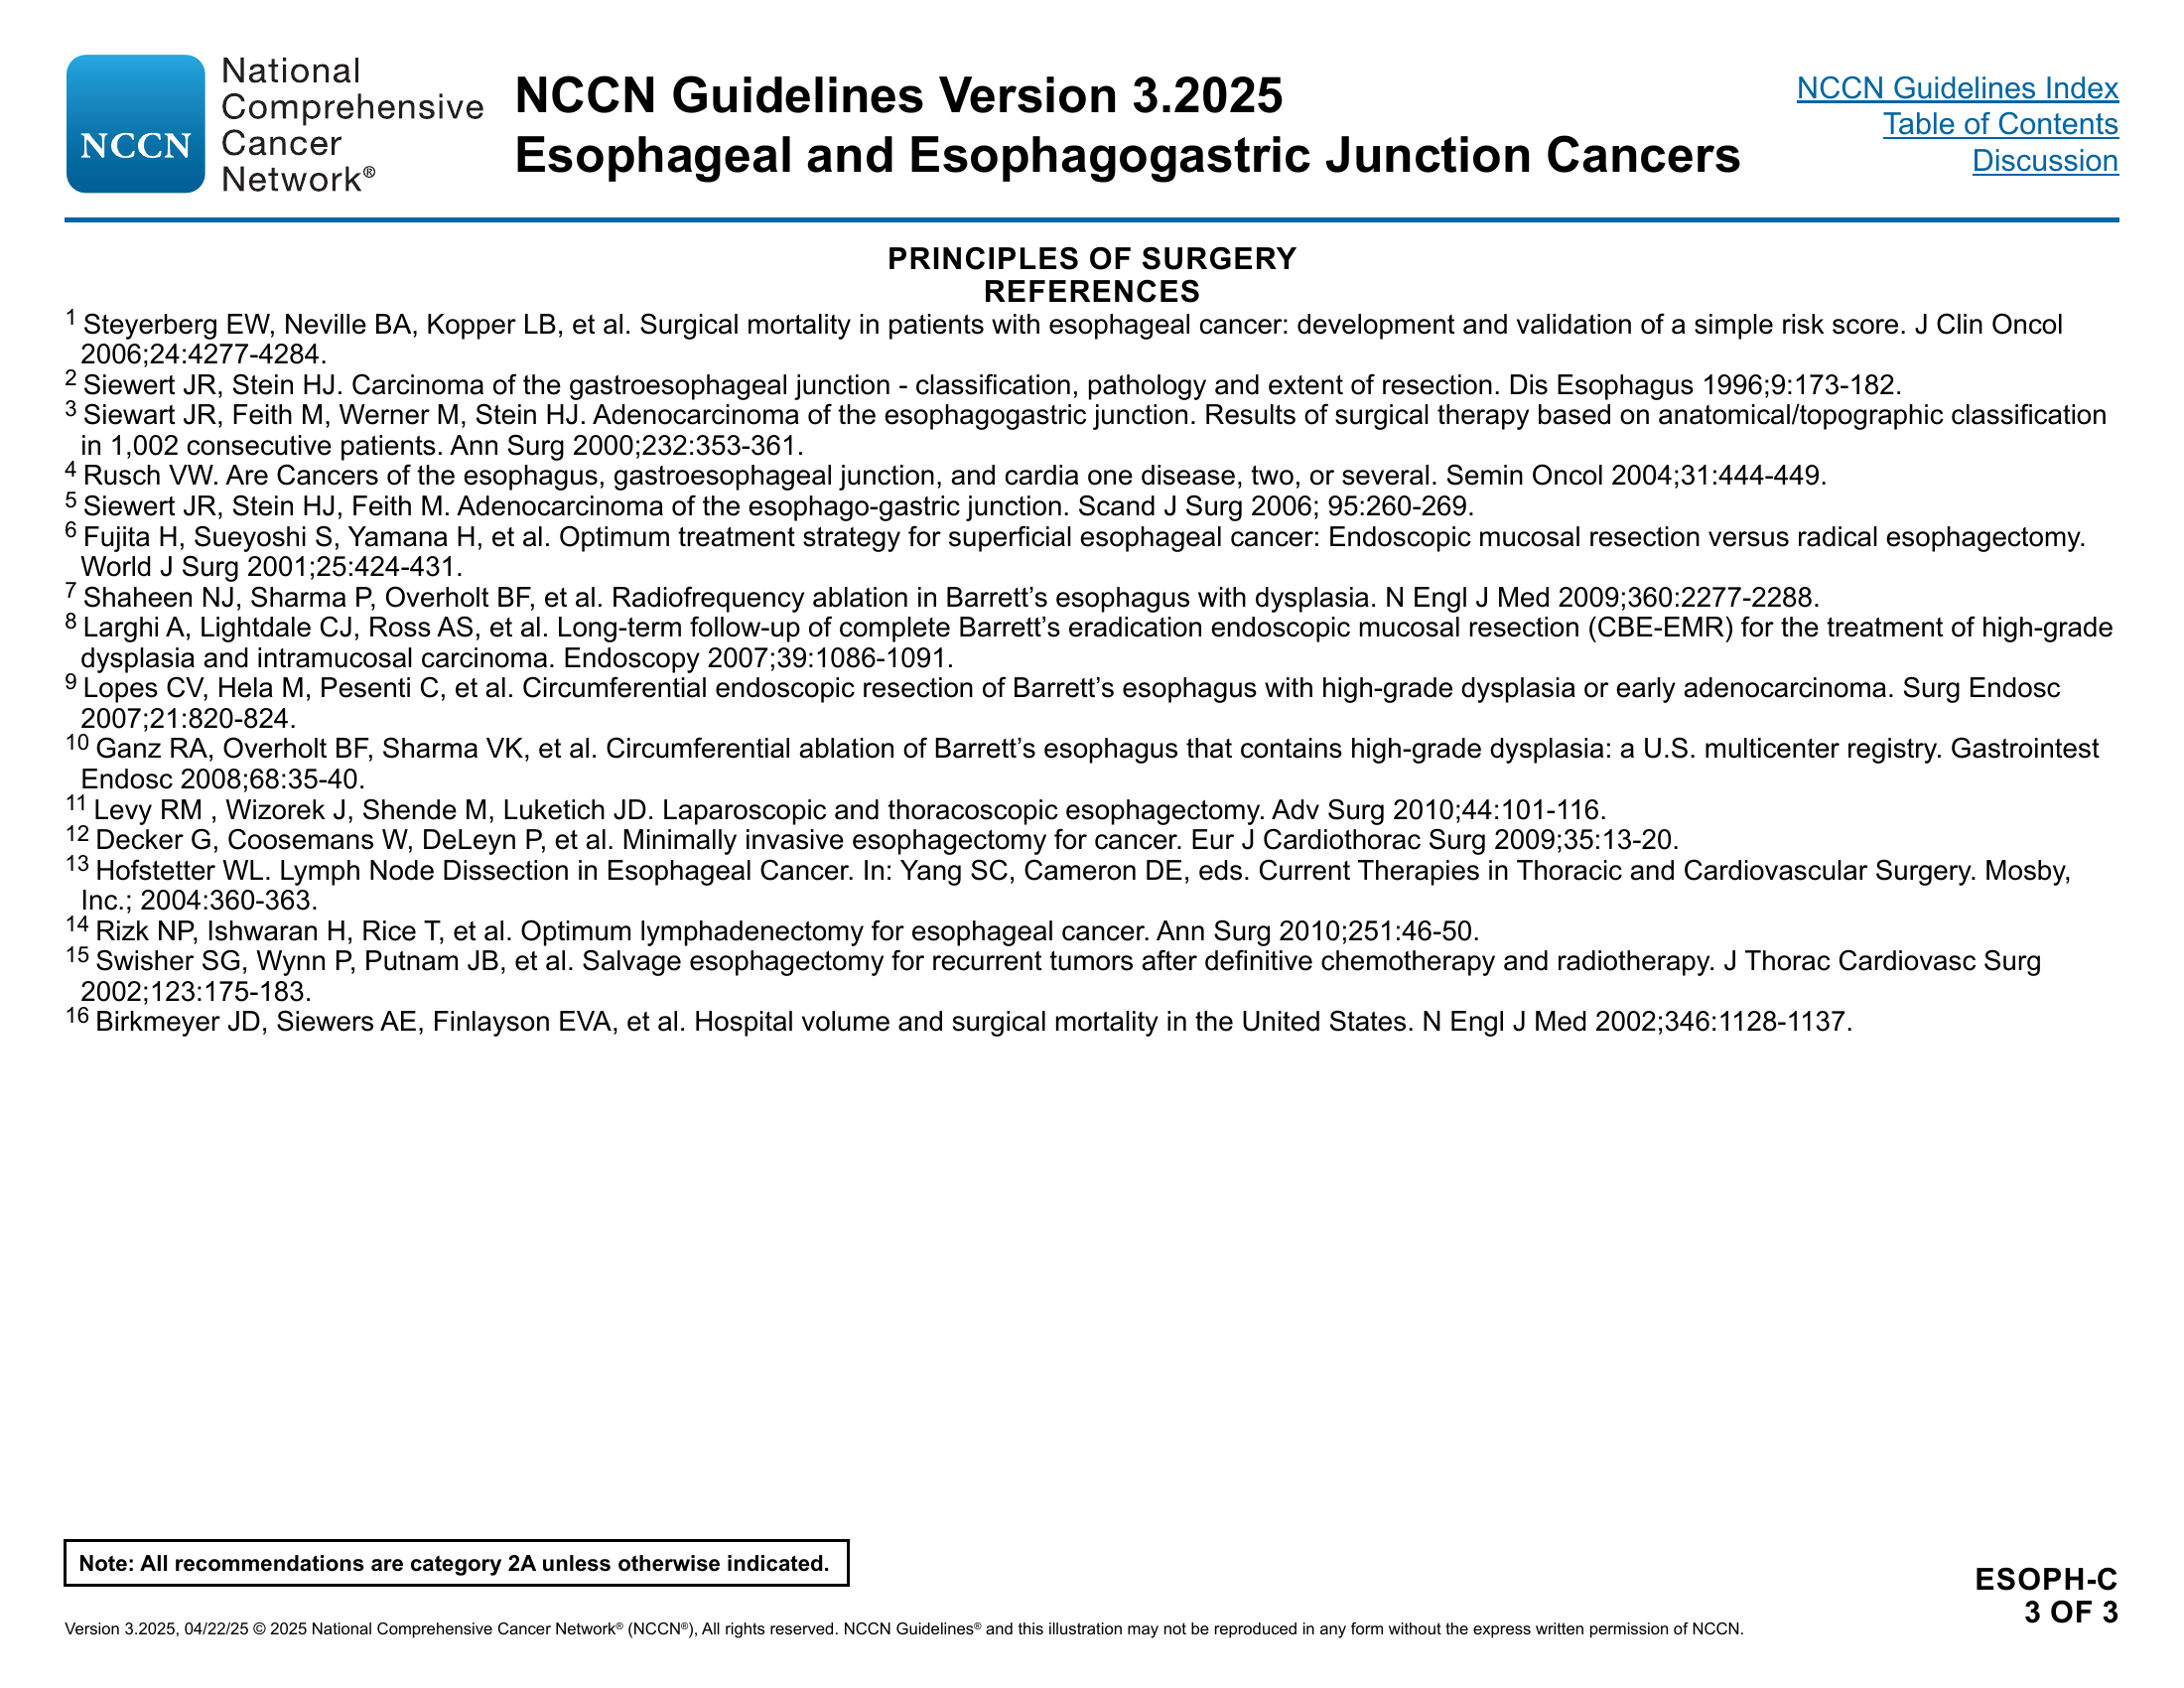 NCCN
National
Comprehensive
Cancer
Network®
NCCN Guidelines Version 3.2025
Esophageal and Esophagogastric Junction Cancers
NCCN Guidelines Index
Table of Contents
Discussion
PRINCIPLES OF SURGERY
REFERENCES
1 Steyerberg EW, Neville BA, Kopper LB, et al. Surgical mortality in patients with esophageal cancer: development and validation of a simple risk score. J Clin Oncol
2006;24:4277-4284.
2 Siewert JR, Stein HJ. Carcinoma of the gastroesophageal junction - classification, pathology and extent of resection. Dis Esophagus 1996;9:173-182.
3 Siewart JR, Feith M, Werner M, Stein HJ. Adenocarcinoma of the esophagogastric junction. Results of surgical therapy based on anatomical/topographic classification
in 1,002 consecutive patients. Ann Surg 2000;232:353-361.
4 Rusch VW. Are Cancers of the esophagus, gastroesophageal junction, and cardia one disease, two, or several. Semin Oncol 2004;31:444-449.
5 Siewert JR, Stein HJ, Feith M. Adenocarcinoma of the esophago-gastric junction. Scand J Surg 2006; 95:260-269.
6 Fujita H, Sueyoshi S, Yamana H, et al. Optimum treatment strategy for superficial esophageal cancer: Endoscopic mucosal resection versus radical esophagectomy.
World J Surg 2001;25:424-431.
7 Shaheen NJ, Sharma P, Overholt BF, et al. Radiofrequency ablation in Barrett's esophagus with dysplasia. N Engl J Med 2009;360:2277-2288.
8 Larghi A, Lightdale CJ, Ross AS, et al. Long-term follow-up of complete Barrett's eradication endoscopic mucosal resection (CBE-EMR) for the treatment of high-grade
dysplasia and intramucosal carcinoma. Endoscopy 2007;39:1086-1091.
9 Lopes CV, Hela M, Pesenti C, et al. Circumferential endoscopic resection of Barrett's esophagus with high-grade dysplasia or early adenocarcinoma. Surg Endosc
2007;21:820-824.
10 Ganz RA, Overholt BF, Sharma VK, et al. Circumferential ablation of Barrett's esophagus that contains high-grade dysplasia: a U.S. multicenter registry. Gastrointest
Endosc 2008;68:35-40.
11 Levy RM , Wizorek J, Shende M, Luketich JD. Laparoscopic and thoracoscopic esophagectomy. Adv Surg 2010;44:101-116.
12 Decker G, Coosemans W, DeLeyn P, et al. Minimally invasive esophagectomy for cancer. Eur J Cardiothorac Surg 2009;35:13-20.
13 Hofstetter WL. Lymph Node Dissection in Esophageal Cancer. In: Yang SC, Cameron DE, eds. Current Therapies in Thoracic and Cardiovascular Surgery. Mosby,
Inc.; 2004:360-363.
14 Rizk NP, Ishwaran H, Rice T, et al. Optimum lymphadenectomy for esophageal cancer. Ann Surg 2010;251:46-50.
15 Swisher SG, Wynn P, Putnam JB, et al. Salvage esophagectomy for recurrent tumors after definitive chemotherapy and radiotherapy. J Thorac Cardiovasc Surg
2002;123:175-183.
16 Birkmeyer JD, Siewers AE, Finlayson EVA, et al. Hospital volume and surgical mortality in the United States. N Engl J Med 2002;346:1128-1137.
Note: All recommendations are category 2A unless otherwise indicated.
ESOPH-C
3 OF 3
Version 3.2025, 04/22/25 © 2025 National Comprehensive Cancer Network® (NCCN®), All rights reserved. NCCN Guidelines® and this illustration may not be reproduced in any form without the express written permission of NCCN.